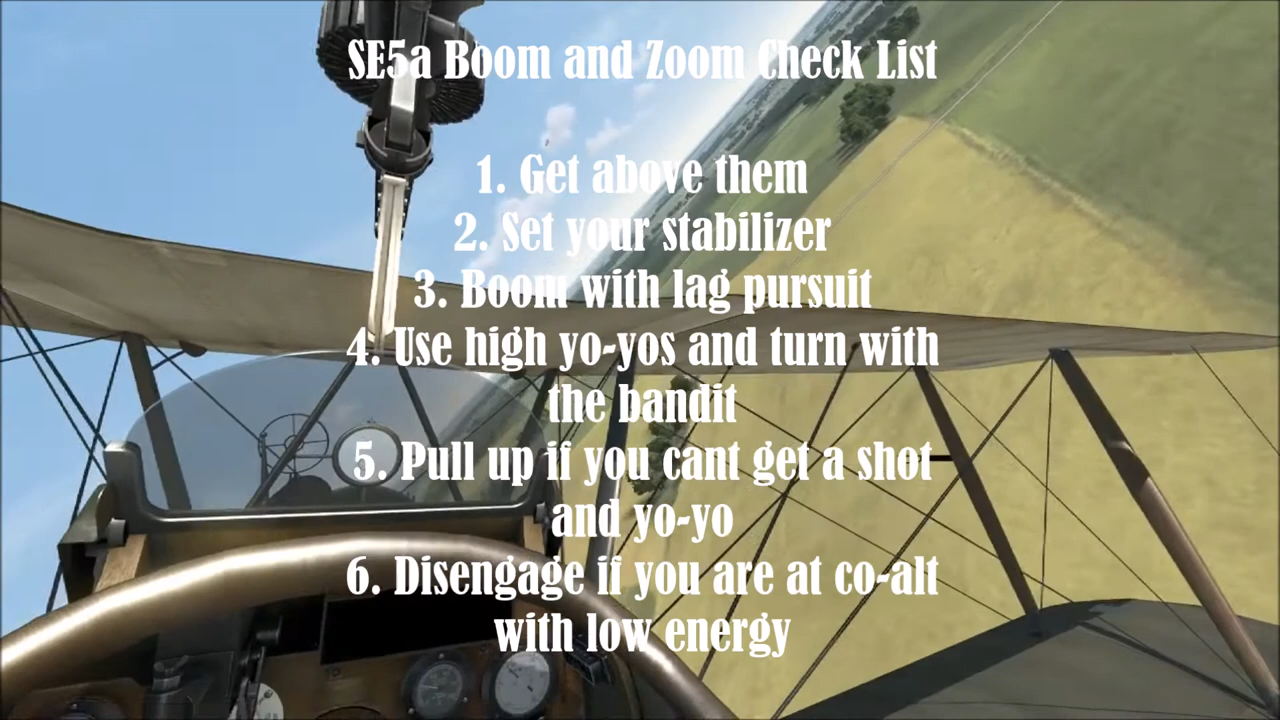 SE5a Boom and Zoom Check List
1. Get above them
2. Set your stabilizer
3. Boom with lag pursuit
4. Use high yo-yos and turn with
the bandit
5. Pull up if you cant get a shot
and yo-yo
6. Disengage if you are at co-alt
with low energy